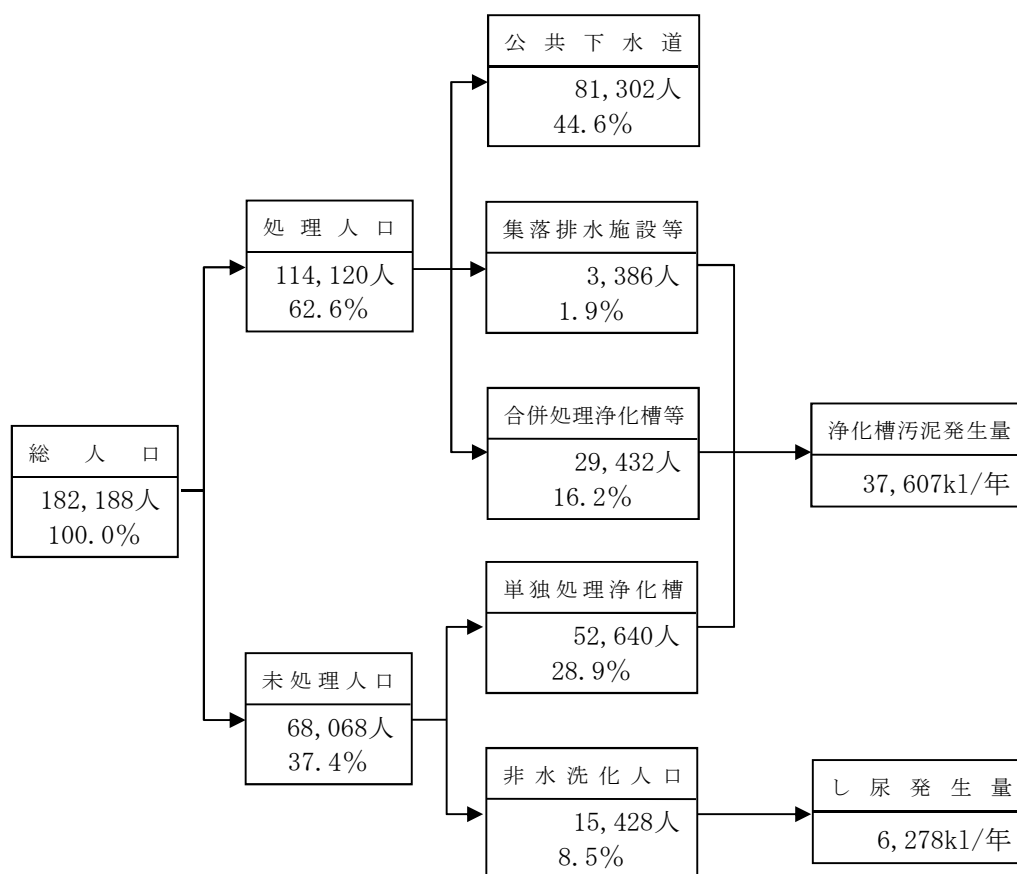 公共下水道
81,302人
44.6%
処理人口
114,120人
62.6%
集落排水施設等
3,386人
1.9%
合併処理浄化槽等
29,432人
16.2%
浄化槽汚泥発生量
37,607kl/年
総人口
182,188人
100.0%
単独処理浄化槽
52,640人
28.9%
未処理人口
68,068人
37.4%
非水洗化人口
15,428人
8.5%
し尿発生量
6,278kl/年